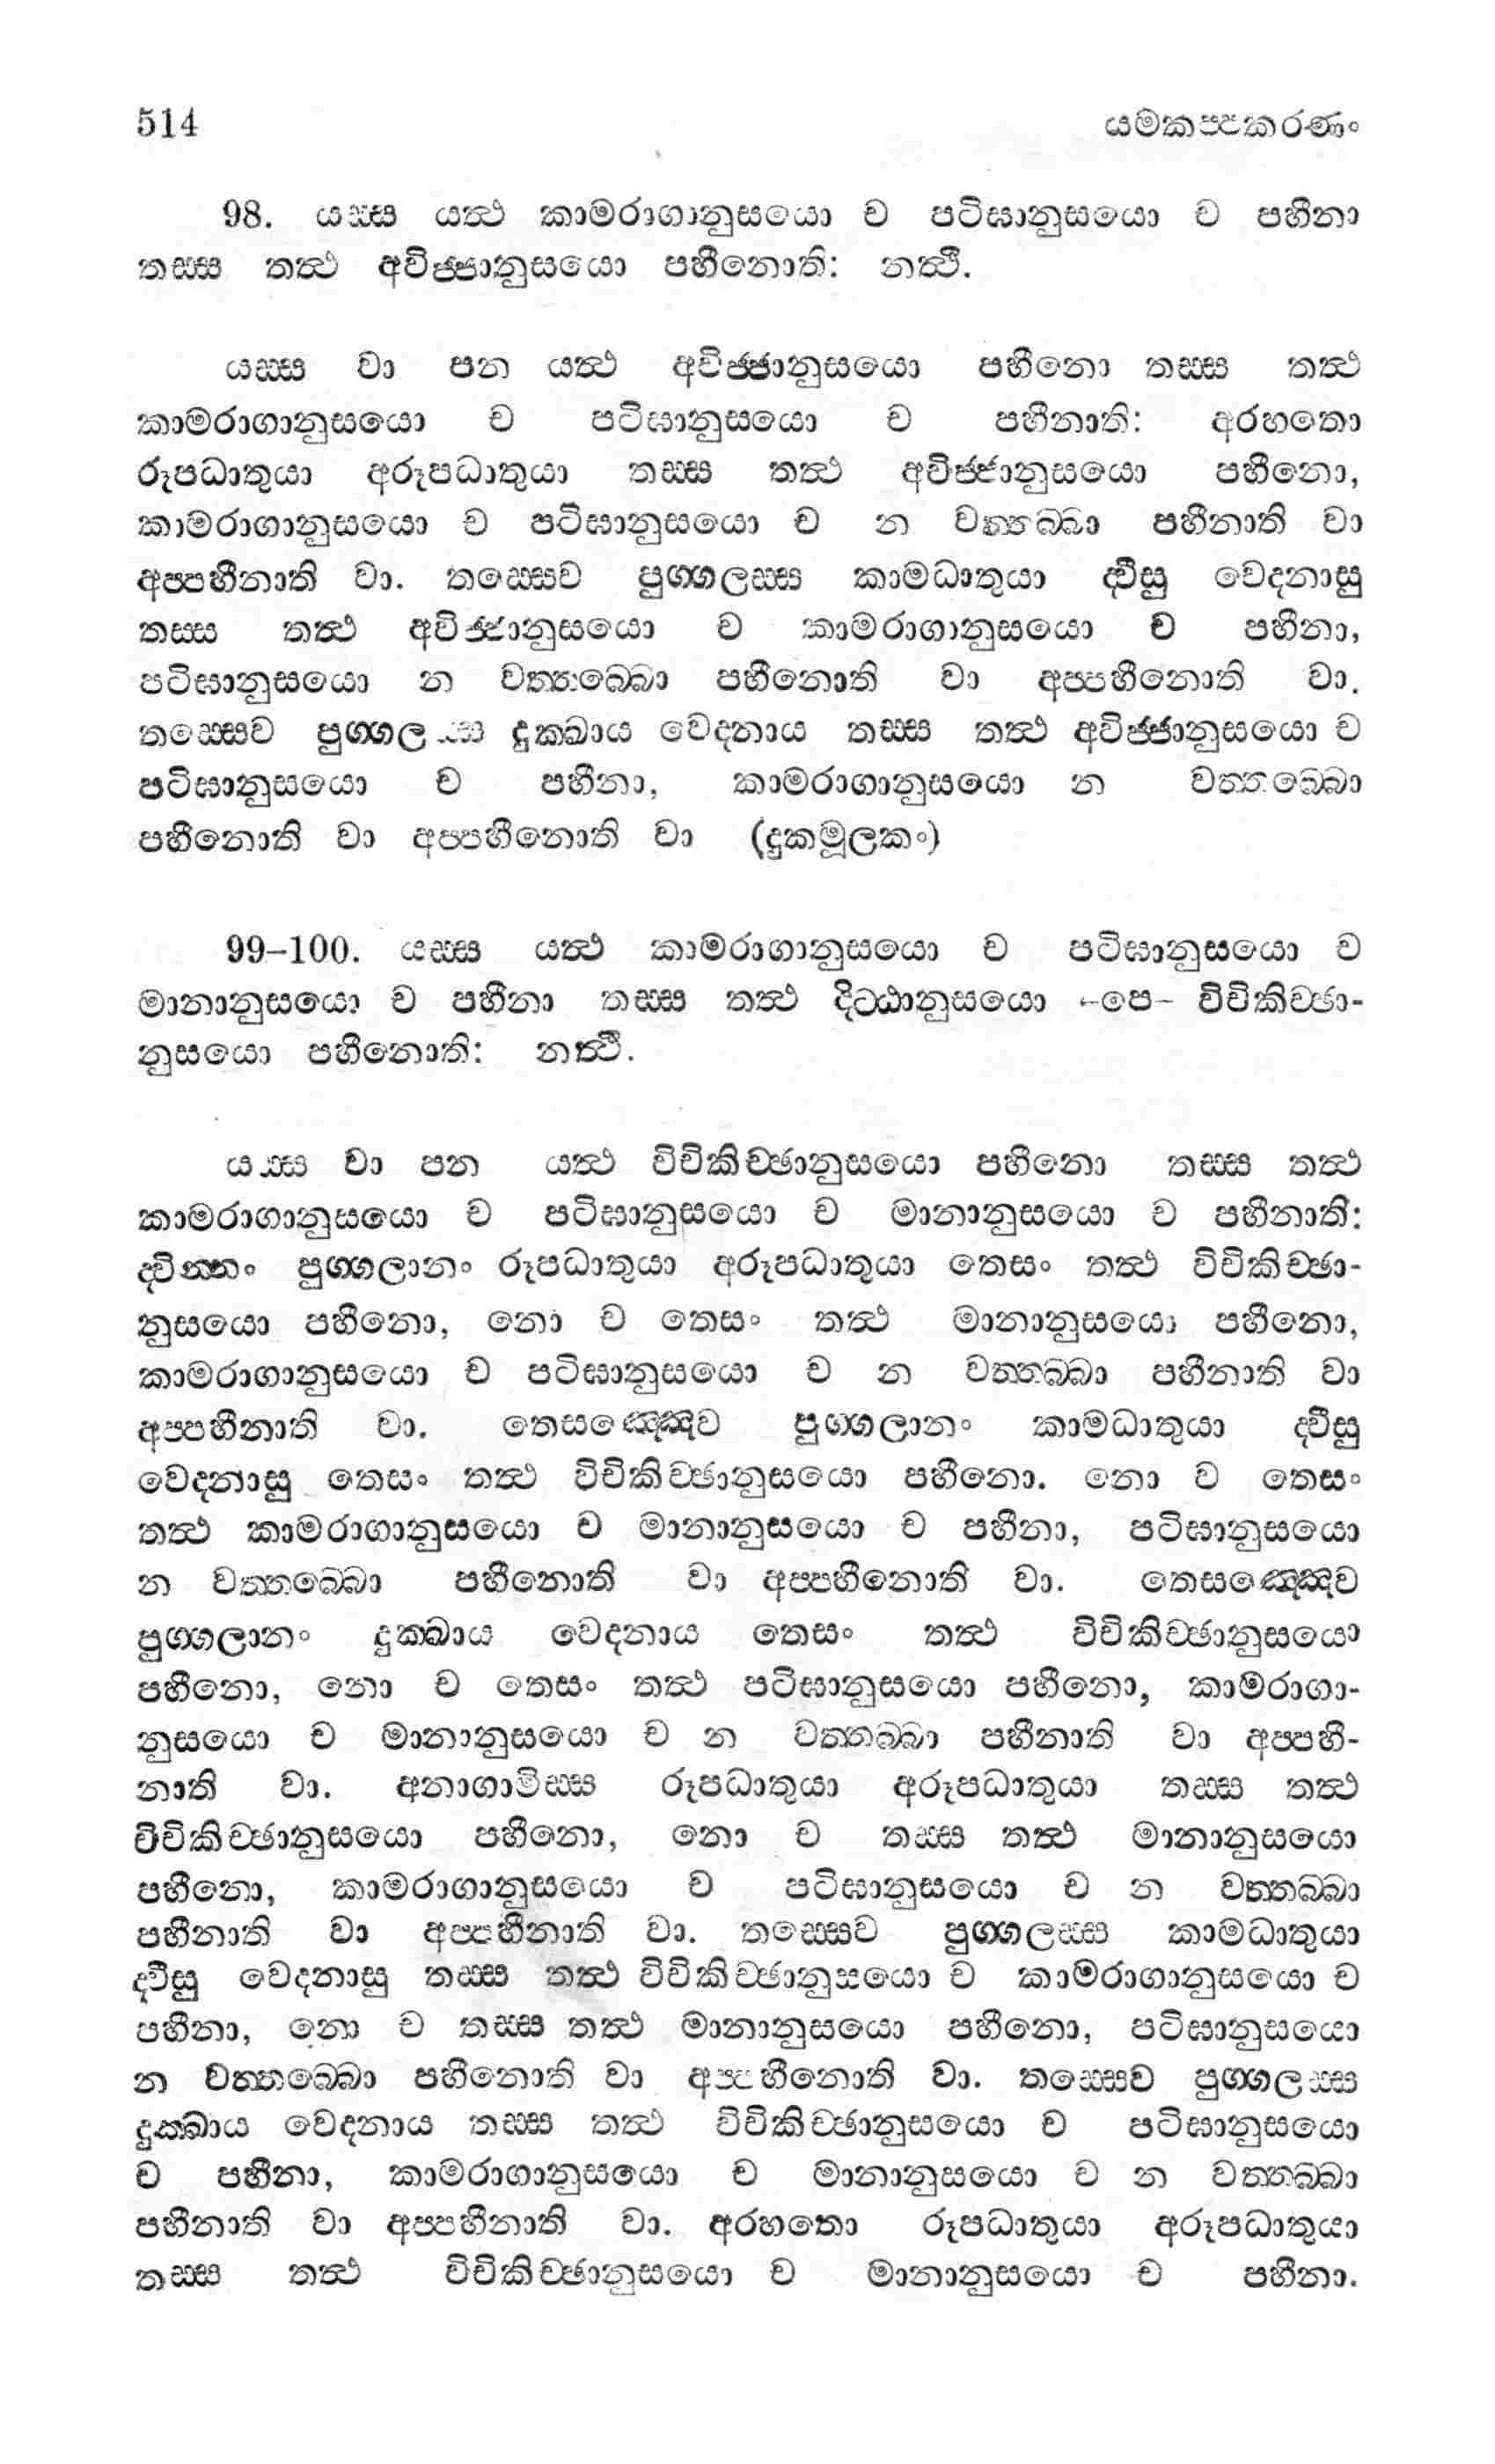 514 යමකප්පකරණං
98. යස්ස යත්ථ කාමරාගානුසයො ච පටිඝානුසයො ච පහීනා
තස්ස තත්ථ අවිජ්ජානුසයො පහීනොති: නත්ථි.
යස්ස වා පන යත්ථ අවිජ්ජානුසයො පහීනො තස්ස තත්ථ
කාමරාගානුසයො ච පටිඝානුසයො ච පහීනාති: අරහතො
රූපධාතුයා අරූපධාතුයා තස්ස තත්ථ අවිජ්ජානුසයො පහීනො,
කාමරාගානුසයො ච පටිඝානුසයො ච න වත්තබ්බා පහීනාති වා
අප්පහීනාති වා. තස්සෙව පුග්ගලස්ස කාමධාතුයා ද්වීසු වෙදනාසු
තස්ස තත්ථ අවිජ්ජානුසයො ච කාමරාගානුසයො ච පහීනා,
පටිඝානුසයො න වත්තබ්බො පහීනොති වා අප්පහීනොති වා.
තස්සෙව පුග්ගලස්ස දුක්ඛාය වෙදනාය තස්ස තත්ථ අවිජ්ජානුසයො ච
පටිඝානුසයො ච පහීනා, කාමරාගානුසයො න වත්තබ්බො
පහීනොති වා අප්පහීනොති වා (දුකමූලකං)
99–100. යස්ස යත්ථ කාමරාගානුසයො ච පටිඝානුසයො ච
මානානුසයො ච පහීනා තස්ස තත්ථ දිට්ඨානුසයො -පෙ- විචිකිච්ඡා-
නුසයො පහීනොති: නත්ථි.
යස්ස වා පන යත්ථ විචිකිච්ඡානුසයො පහීනො තස්ස තත්ථ
කාමරාගානුසයො ච පටිඝානුසයො ච මානානුසයො ච පහීනාති:
ද්වින්නං පුග්ගලානං රූපධාතුයා අරූපධාතුයා තෙසං තත්ථ විචිකිච්ඡා-
නුසයො පහීනො, නො ච තෙසං තත්ථ මානානුසයො පහීනො,
කාමරාගානුසයො ච පටිඝානුසයො ච න වත්තබ්බා පහීනාති වා
අප්පහීනාති වා. තෙසඤ්ඤෙව පුග්ගලානං කාමධාතුයා ද්වීසු
වෙදනාසු තෙසං තත්ථ විචිකිච්ඡානුසයො පහීනො. නො ච තෙසං
තත්ථ කාමරාගානුසයො ච මානානුසයො ච පහීනා, පටිඝානුසයො
න වත්තබ්බො පහීනොති වා අප්පහීනොති වා. තෙසඤ්ඤෙව
පුග්ගලානං දුක්ඛාය වෙදනාය තෙසං තත්ථ විචිකිච්ඡානුසයො
පහීනො, නො ච තෙසං තත්ථ පටිඝානුසයො පහීනො, කාමරාගා-
නුසයො ච මානානුසයො ච න වත්තබ්බා පහීනාති වා අප්පහී-
නාති වා. අනාගාමිස්ස රූපධාතුයා අරූපධාතුයා තස්ස තත්ථ
විචිකිච්ඡානුසයො පහීනො, නො ච තස්ස තත්ථ මානානුසයො
පහීනො, කාමරාගානුසයො ච පටිඝානුසයො ච න වත්තබ්බා
පහීනාති වා අප්පහීනාති වා. තස්සෙව පුග්ගලස්ස කාමධාතුයා
ද්වීසු වෙදනාසු තස්ස තත්ථ විචිකිච්ඡානුසයො ච කාමරාගානුසයො ච
පහීනා, නො ච තස්ස තත්ථ මානානුසයො පහීනො, පටිඝානුසයො
න වත්තබ්බො පහීනොති වා අප්පහීනොති වා. තස්සෙව පුග්ගලස්ස
දුක්ඛාය වෙදනාය තස්ස තත්ථ විචිකිච්ඡානුසයො ච පටිඝානුසයො
ච පහීනා, කාමරාගානුසයො ච මානානුසයො ච න වත්තබ්බා
පහීනාති වා අප්පහීනාති වා. අරහතො රූපධාතුයා අරූපධාතුයා
තස්ස තත්ථ විචිකිච්ඡානුසයො ච මානානුසයො ච පහීනා.